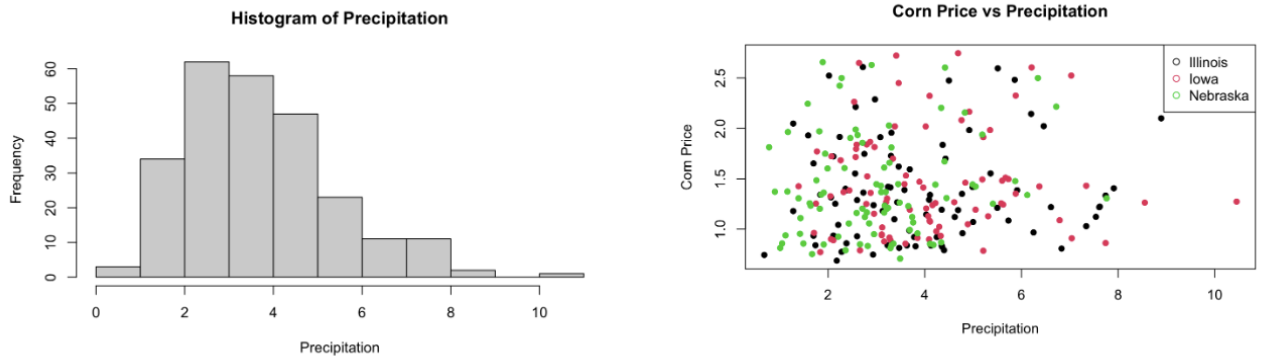 Histogram of Precipitation
Frequency
60
50
40
30
20
10
0
0 2 4 6 8 10
Precipitation
Corn Price vs Precipitation
Corn Price
2.5
2.0
1.5
1.0
Illinois
Iowa
Nebraska
2 4 6 8 10
Precipitation